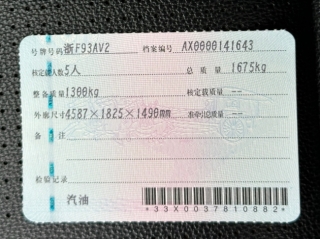 号牌号码 浙F93AV2 档案编号 AX0000141643
核定载人数 5人 总质量 1675kg
整备质量 1300kg 核定载质量 --
外廓尺寸 4587×1825×1490mm 准牵引总质量 --
备注
检验记录
汽油
*33X0037810882*